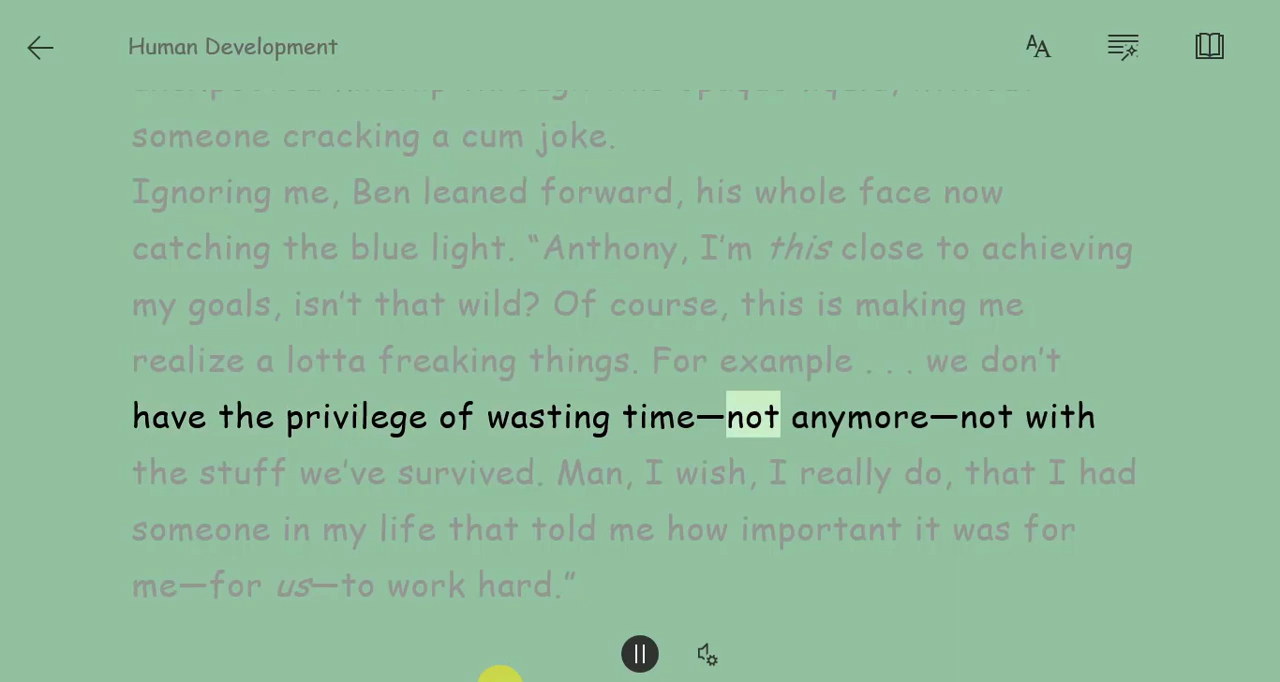 Human Development
someone cracking a cum joke.
Ignoring me, Ben leaned forward, his whole face now
catching the blue light. “Anthony, I’m this close to achieving
my goals, isn’t that wild? Of course, this is making me
realize a lotta freaking things. For example . . . we don’t
have the privilege of wasting time—not anymore—not with
the stuff we’ve survived. Man, I wish, I really do, that I had
someone in my life that told me how important it was for
me—for us—to work hard.”